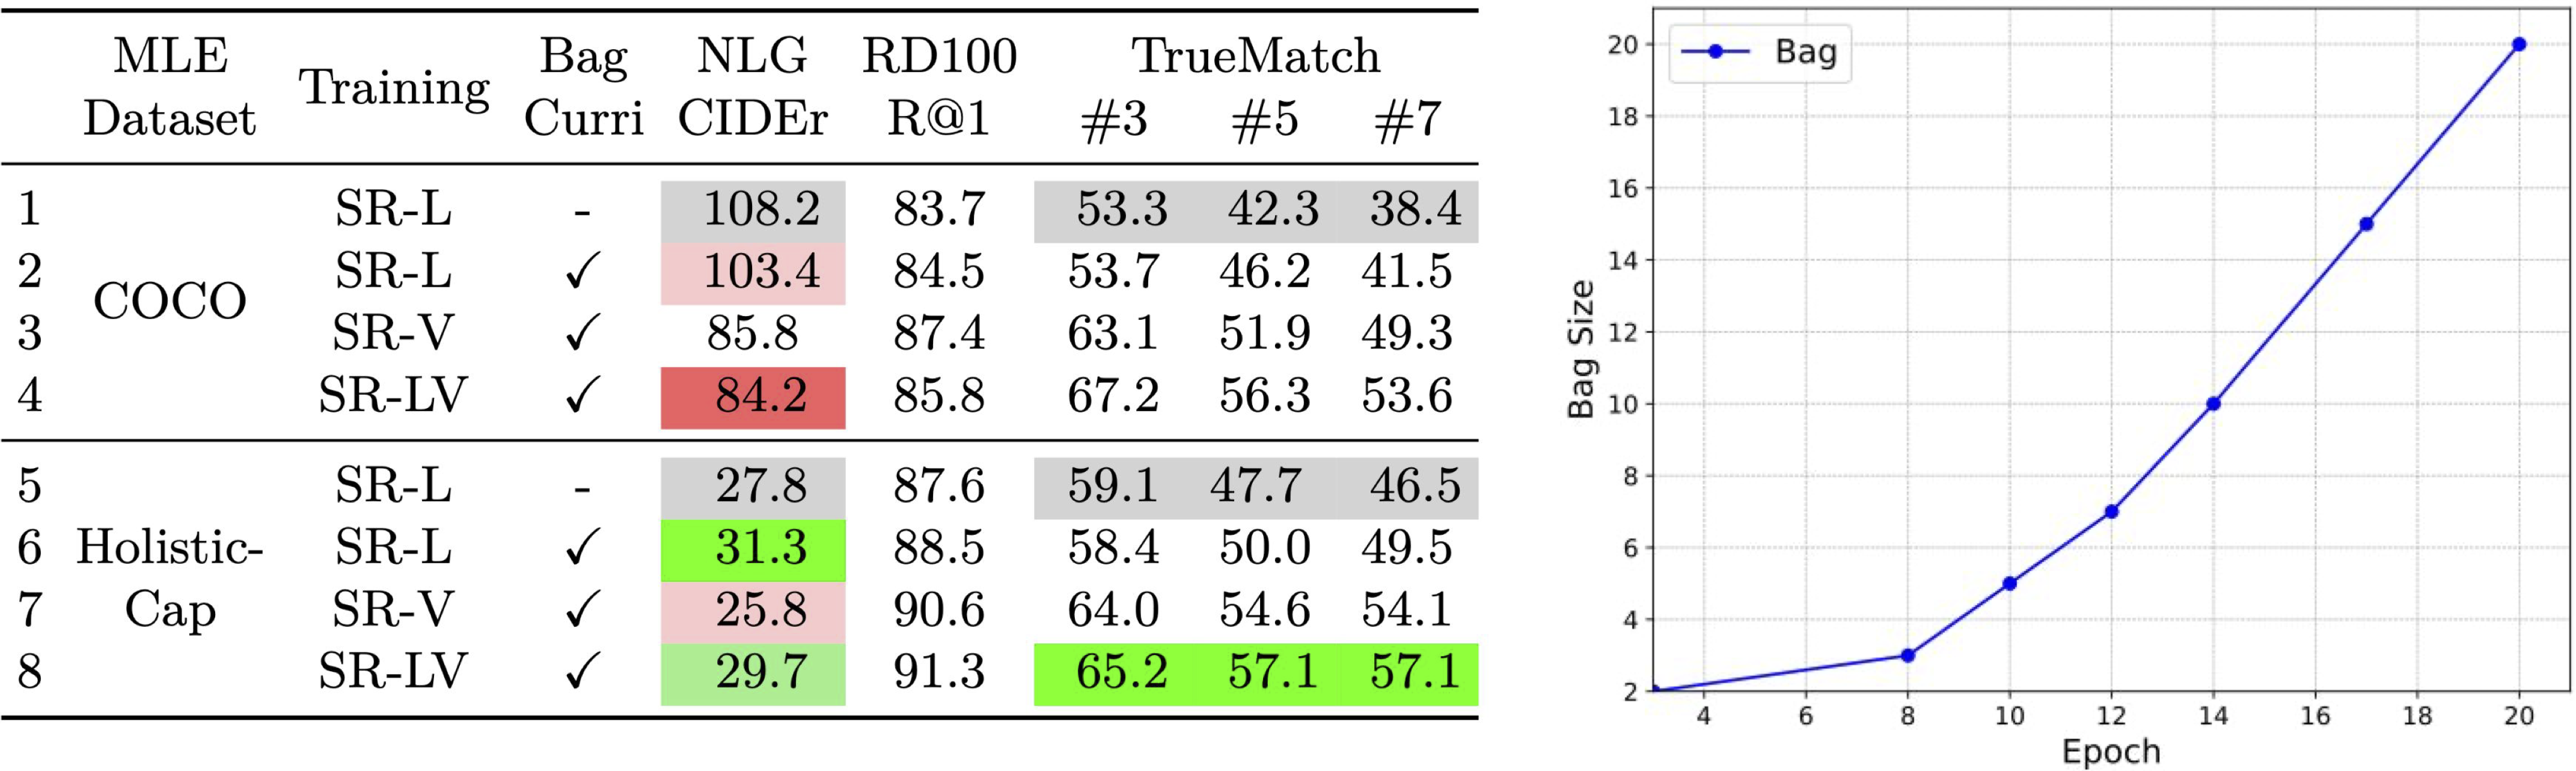 MLE Dataset Training Bag Curri NLG CIDEr RD100 R@1 TrueMatch #3 #5 #7
1 COCO SR-L - 108.2 83.7 53.3 42.3 38.4
2 SR-L ✓ 103.4 84.5 53.7 46.2 41.5
3 SR-V ✓ 85.8 87.4 63.1 51.9 49.3
4 SR-LV ✓ 84.2 85.8 67.2 56.3 53.6
5 Holistic-Cap SR-L - 27.8 87.6 59.1 47.7 46.5
6 SR-L ✓ 31.3 88.5 58.4 50.0 49.5
7 SR-V ✓ 25.8 90.6 64.0 54.6 54.1
8 SR-LV ✓ 29.7 91.3 65.2 57.1 57.1
Bag
Bag Size
20
18
16
14
12
10
8
6
4
2
4 6 8 10 12 14 16 18 20
Epoch